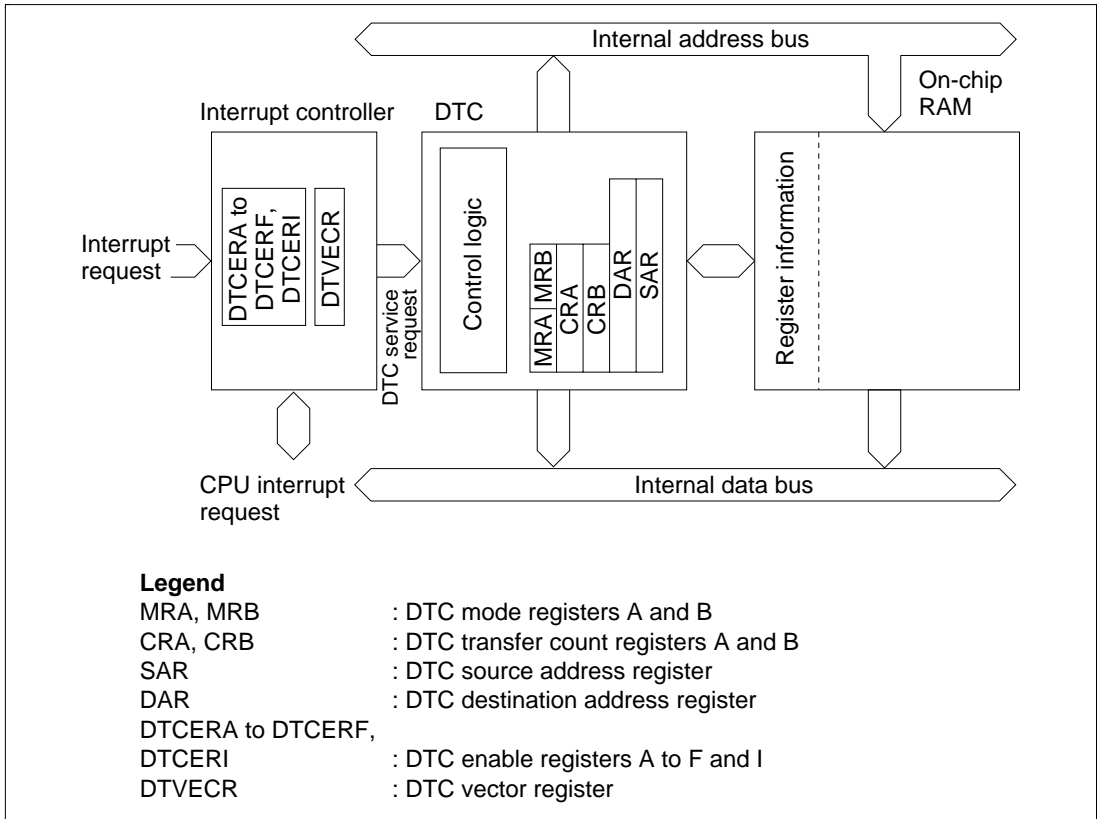 Internal address bus
On-chip
RAM
Interrupt controller
DTC
Interrupt
request
DTCERA to
DTCERF,
DTCERI
DTVECR
DTC service
request
Control logic
MRA
MRB
CRA
CRB
DAR
SAR
Register information
CPU interrupt
request
Internal data bus
Legend
MRA, MRB : DTC mode registers A and B
CRA, CRB : DTC transfer count registers A and B
SAR : DTC source address register
DAR : DTC destination address register
DTCERA to DTCERF,
DTCERI : DTC enable registers A to F and I
DTVECR : DTC vector register